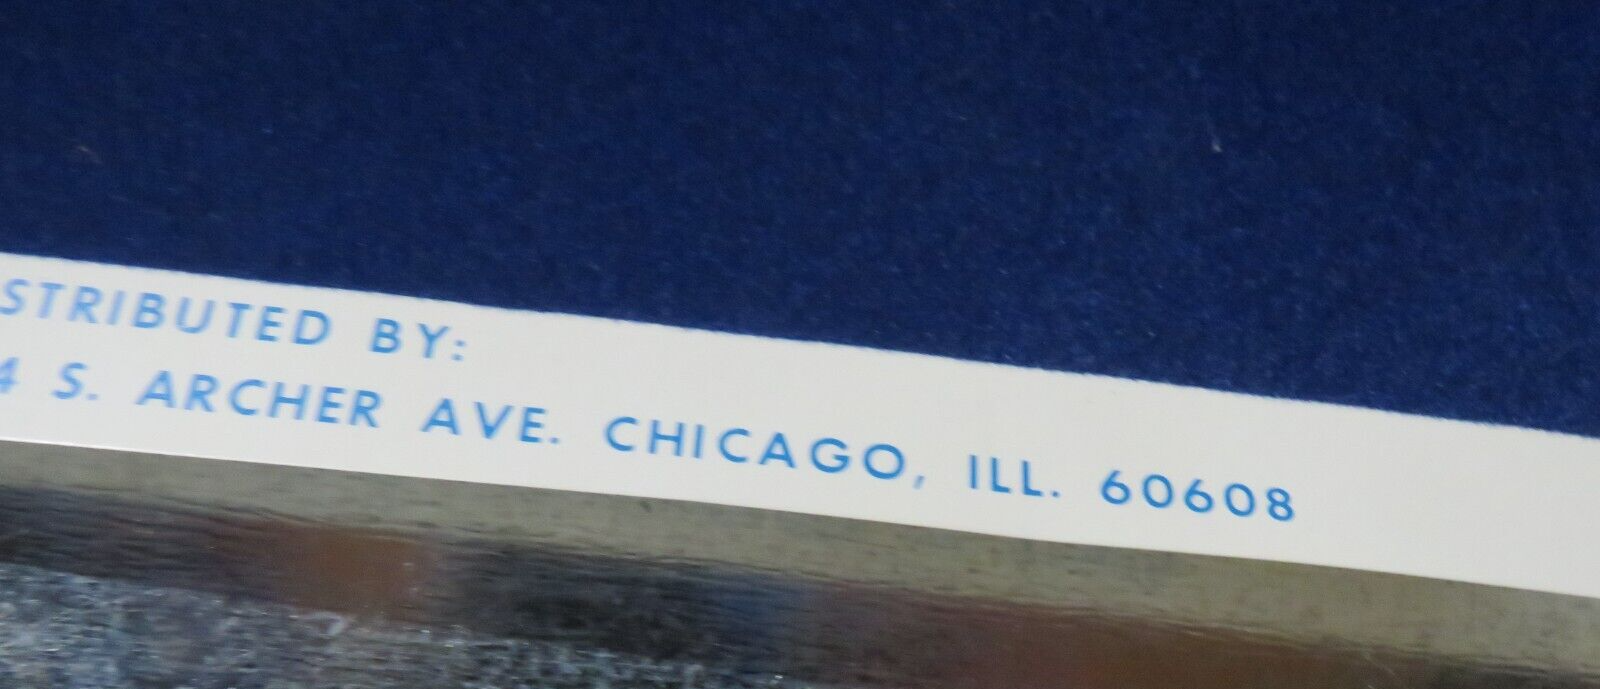 STRIBUTED BY:
4 S. ARCHER AVE. CHICAGO, ILL. 60608